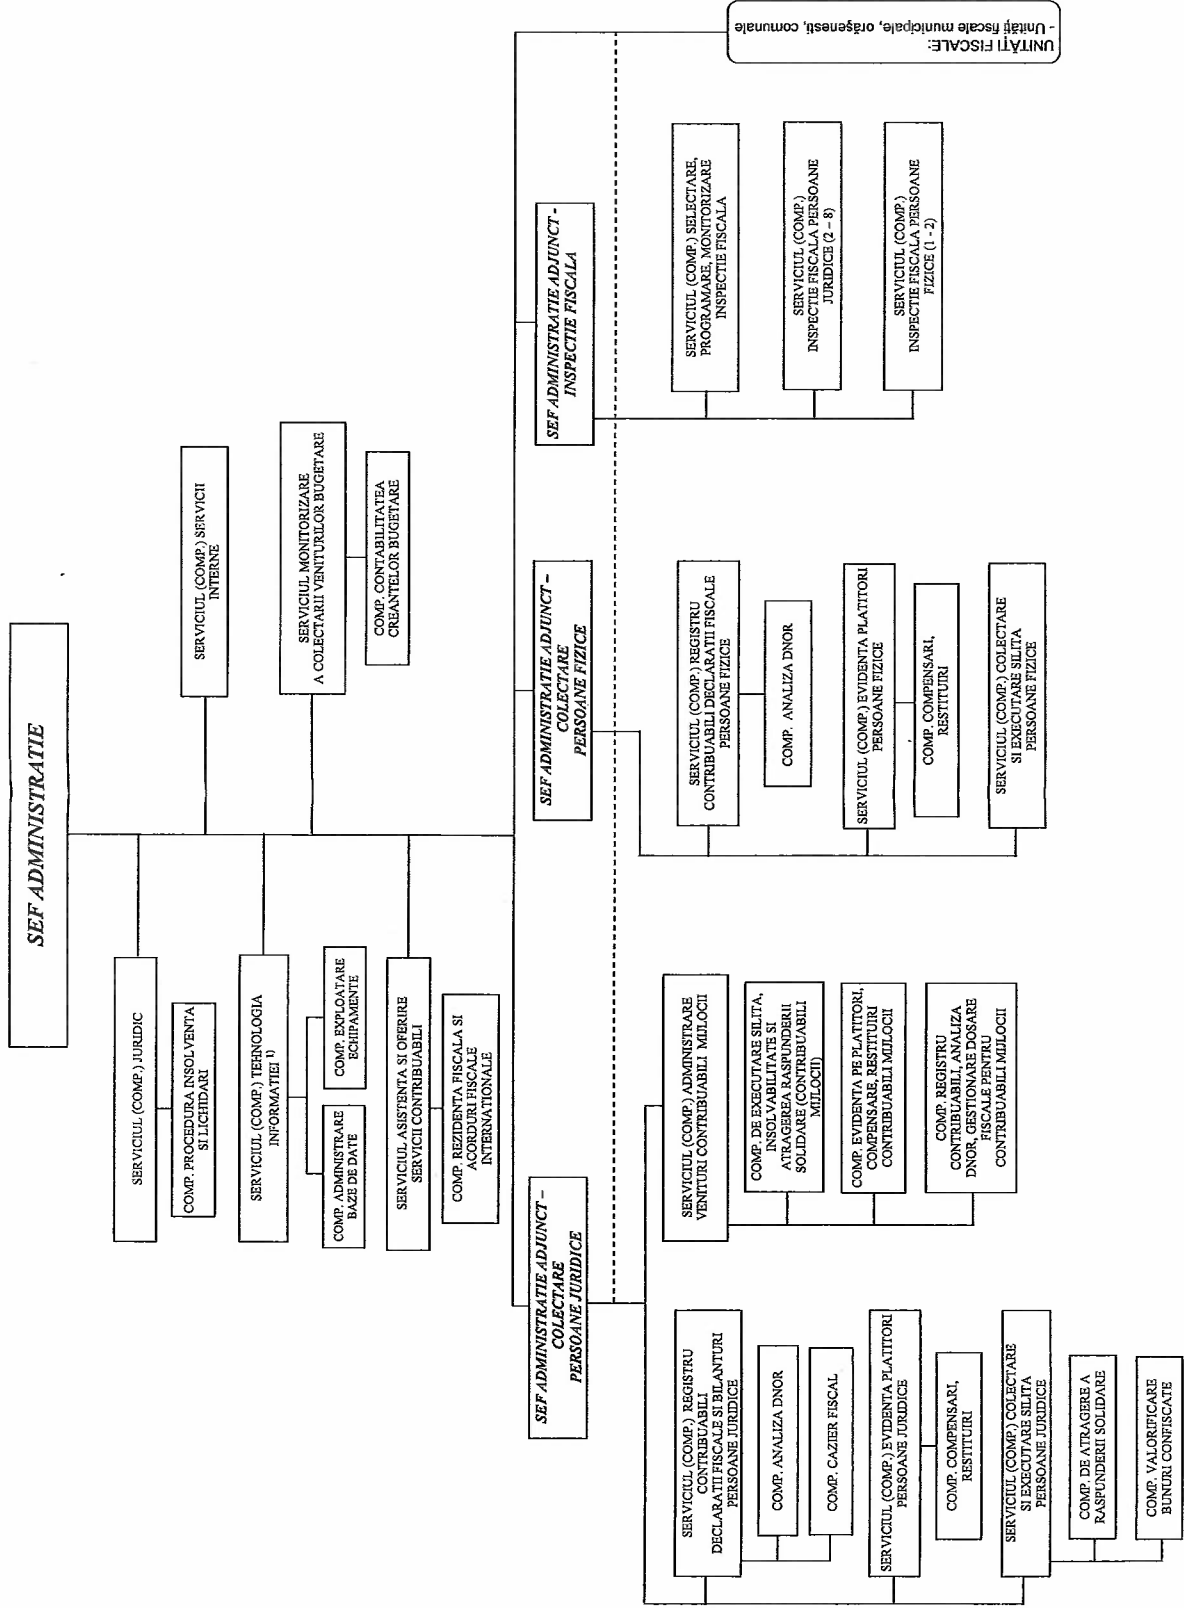 SEF ADMINISTRATIE
SERVICIUL (COMP.) JURIDIC
COMP. PROCEDURA INSOLVENTA
SI LICHIDARI
SERVICIUL (COMP.) TEHNOLOGIA
INFORMATIEI 1)
COMP. ADMINISTRARE
BAZE DE DATE
COMP. EXPLOATARE
ECHIPAMENTE
SERVICIUL ASISTENTA SI OFERIRE
SERVICII CONTRIBUABILI
COMP. REZIDENTA FISCALA SI
ACORDURI FISCALE
INTERNATIONALE
SERVICIUL (COMP.) SERVICII
INTERNE
SERVICIUL MONITORIZARE
A COLECTARII VENITURILOR BUGETARE
COMP. CONTABILITATEA
CREANTELOR BUGETARE
SEF ADMINISTRATIE ADJUNCT –
COLECTARE
PERSOANE JURIDICE
SERVICIUL (COMP.) REGISTRU
CONTRIBUABILI
DECLARATII FISCALE SI BILANTURI
PERSOANE JURIDICE
COMP. ANALIZA DNOR
COMP. CAZIER FISCAL
SERVICIUL (COMP.) EVIDENTA PLATITORI
PERSOANE JURIDICE
COMP. COMPENSARI,
RESTITUIRI
SERVICIUL (COMP.) COLECTARE
SI EXECUTARE SILITA
PERSOANE JURIDICE
COMP. DE ATRAGERE A
RASPUNDERII SOLIDARE
COMP. VALORIFICARE
BUNURI CONFISCATE
SERVICIUL (COMP.) ADMINISTRARE
VENITURI CONTRIBUABILI MIJLOCII
COMP. DE EXECUTARE SILITA,
INSOLVABILITATE SI
ATRAGEREA RASPUNDERII
SOLIDARE (CONTRIBUABILI
MIJLOCII)
COMP. EVIDENTA PE PLATITORI,
COMPENSARE, RESTITUIRI
CONTRIBUABILI MIJLOCII
COMP. REGISTRU
CONTRIBUABILI, ANALIZA
DNOR, GESTIONARE DOSARE
FISCALE PENTRU
CONTRIBUABILI MIJLOCII
SEF ADMINISTRATIE ADJUNCT –
COLECTARE
PERSOANE FIZICE
SERVICIUL (COMP.) REGISTRU
CONTRIBUABILI DECLARATII FISCALE
PERSOANE FIZICE
COMP. ANALIZA DNOR
SERVICIUL (COMP.) EVIDENTA PLATITORI
PERSOANE FIZICE
COMP. COMPENSARI,
RESTITUIRI
SERVICIUL (COMP.) COLECTARE
SI EXECUTARE SILITA
PERSOANE FIZICE
SEF ADMINISTRATIE ADJUNCT -
INSPECTIE FISCALA
SERVICIUL (COMP.) SELECTARE,
PROGRAMARE, MONITORIZARE
INSPECTIE FISCALA
SERVICIUL (COMP.)
INSPECTIE FISCALA PERSOANE
JURIDICE (2 – 8)
SERVICIUL (COMP.)
INSPECTIE FISCALA PERSOANE
FIZICE (1 - 2)
UNITĂȚI FISCALE:
- Unități fiscale municipale, orășenesti, comunale